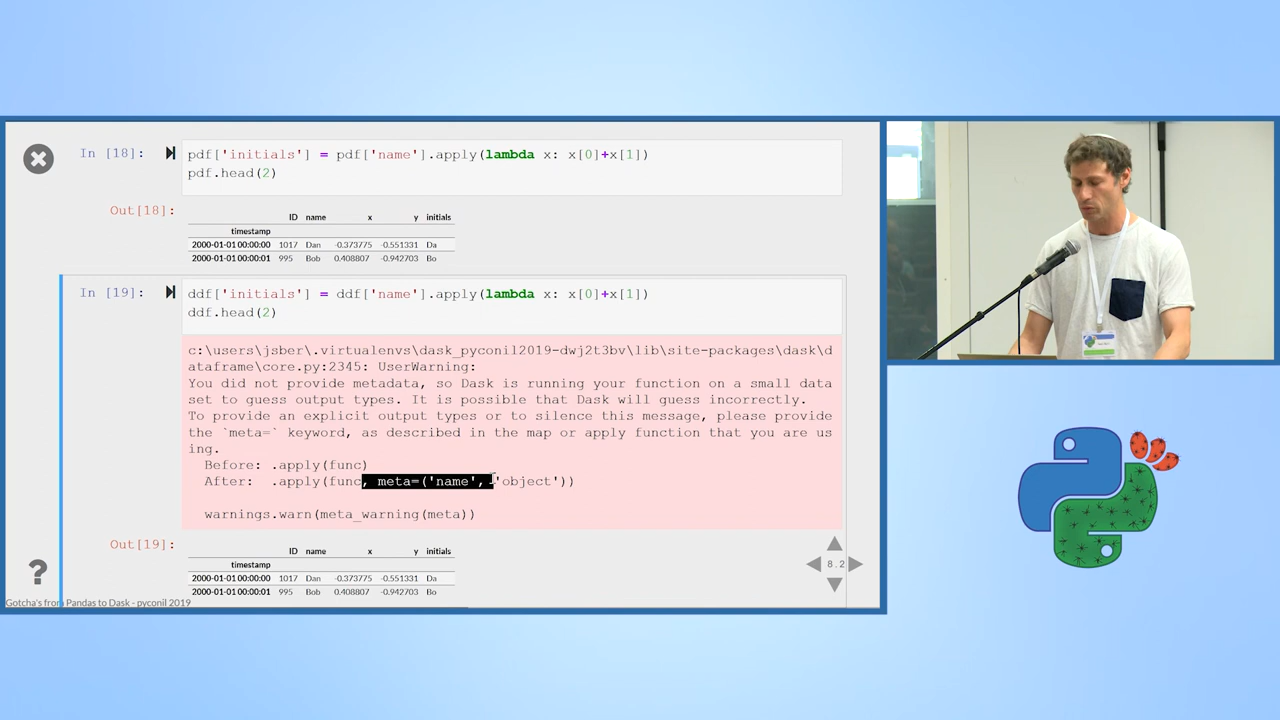 In [18]:
pdf['initials'] = pdf['name'].apply(lambda x: x[0]+x[1])
pdf.head(2)
Out[18]:
ID name x y initials
timestamp
2000-01-01 00:00:00 1017 Dan -0.373775 -0.551331 Da
2000-01-01 00:00:01 995 Bob 0.408807 -0.942703 Bo
In [19]:
ddf['initials'] = ddf['name'].apply(lambda x: x[0]+x[1])
ddf.head(2)
c:\users\jsber\.virtualenvs\dask_pyconil2019-dwj2t3bv\lib\site-packages\dask\d
ataframe\core.py:2345: UserWarning:
You did not provide metadata, so Dask is running your function on a small data
set to guess output types. It is possible that Dask will guess incorrectly.
To provide an explicit output types or to silence this message, please provide
the `meta=` keyword, as described in the map or apply function that you are us
ing.
Before: .apply(func)
After: .apply(func, meta=('name', 'object'))
warnings.warn(meta_warning(meta))
Out[19]:
ID name x y initials
timestamp
2000-01-01 00:00:00 1017 Dan -0.373775 -0.551331 Da
2000-01-01 00:00:01 995 Bob 0.408807 -0.942703 Bo
8.2
?
Gotcha's from Pandas to Dask - pyconil 2019